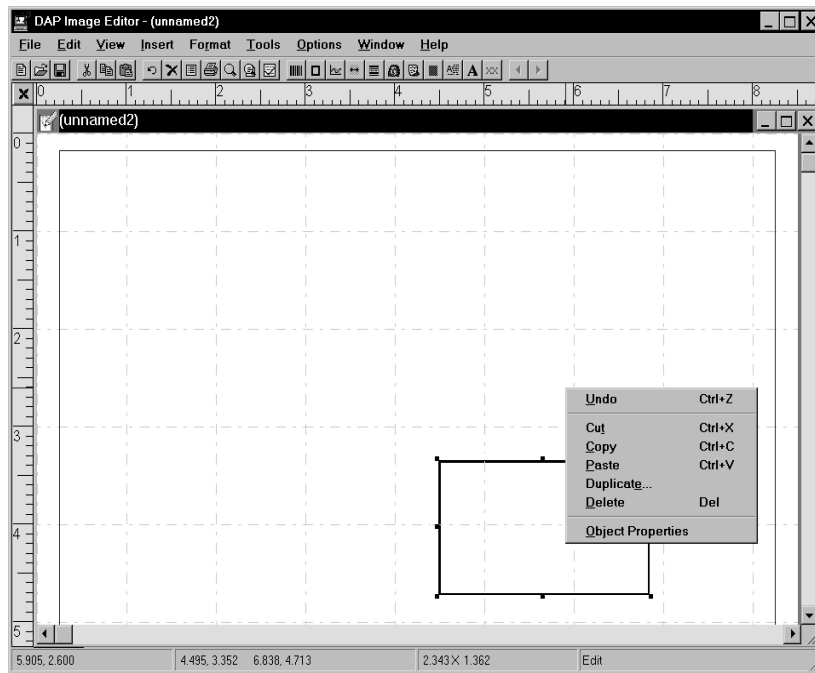 DAP Image Editor - (unnamed2)
File Edit View Insert Format Tools Options Window Help
A XX
0 1 2 3 4 5 6 7 8
(unnamed2)
0
1
2
3
4
5
Undo Ctrl+Z
Cut Ctrl+X
Copy Ctrl+C
Paste Ctrl+V
Duplicate...
Delete Del
Object Properties
5.905, 2.600 4.495, 3.352 6.838, 4.713 2.343 X 1.362 Edit